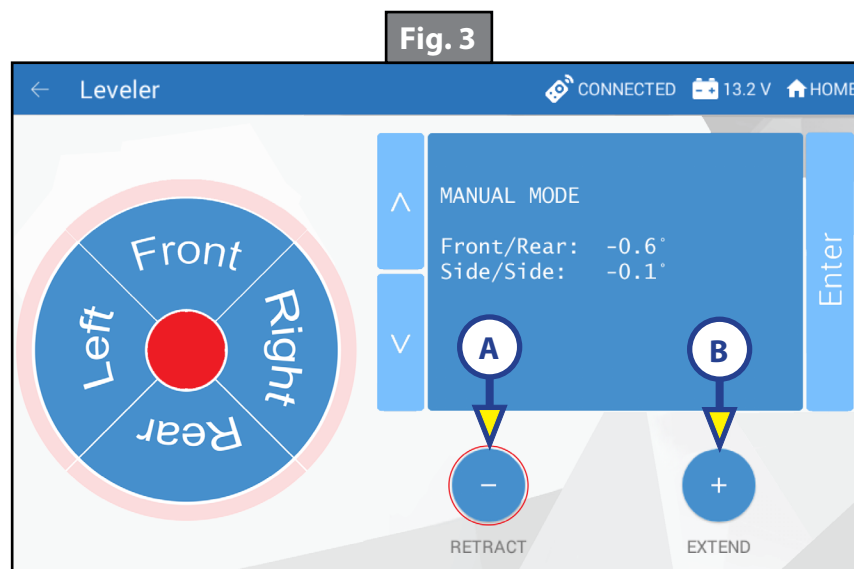 Fig. 3
← Leveler
CONNECTED 13.2 V HOME
Front
Left
Right
Rear
˄
˅
MANUAL MODE
Front/Rear: -0.6°
Side/Side: -0.1°
Enter
A
B
−
+
RETRACT
EXTEND